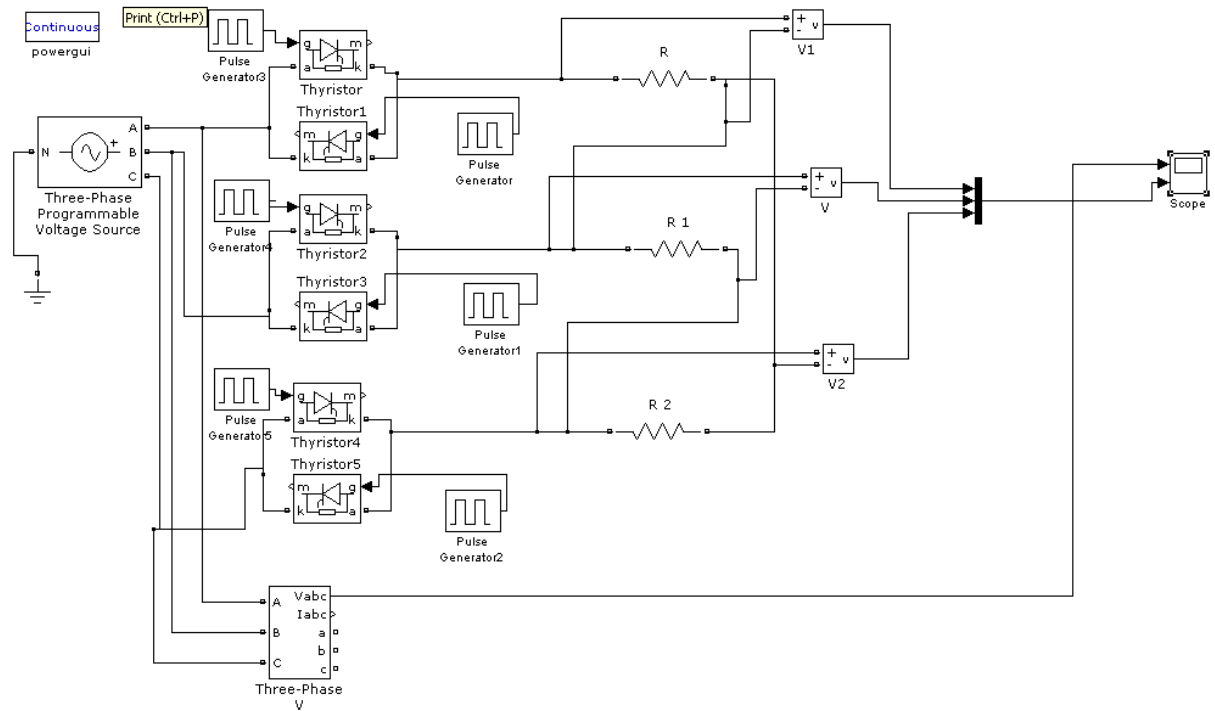 Continuous
powergui
Print (Ctrl+P)
Pulse
Generator3
g m
a k
Thyristor
Thyristor1
m g
k a
Pulse
Generator
R
+
-
v
V1
N
+
A
B
C
Three-Phase
Programmable
Voltage Source
Pulse
Generator4
g m
a k
Thyristor2
Thyristor3
m g
k a
Pulse
Generator1
R 1
+
-
v
V
Scope
Pulse
Generator5
g m
a k
Thyristor4
Thyristor5
m g
k a
Pulse
Generator2
R 2
+
-
v
V2
A
B
C
Vabc
Iabc
a
b
c
Three-Phase
V